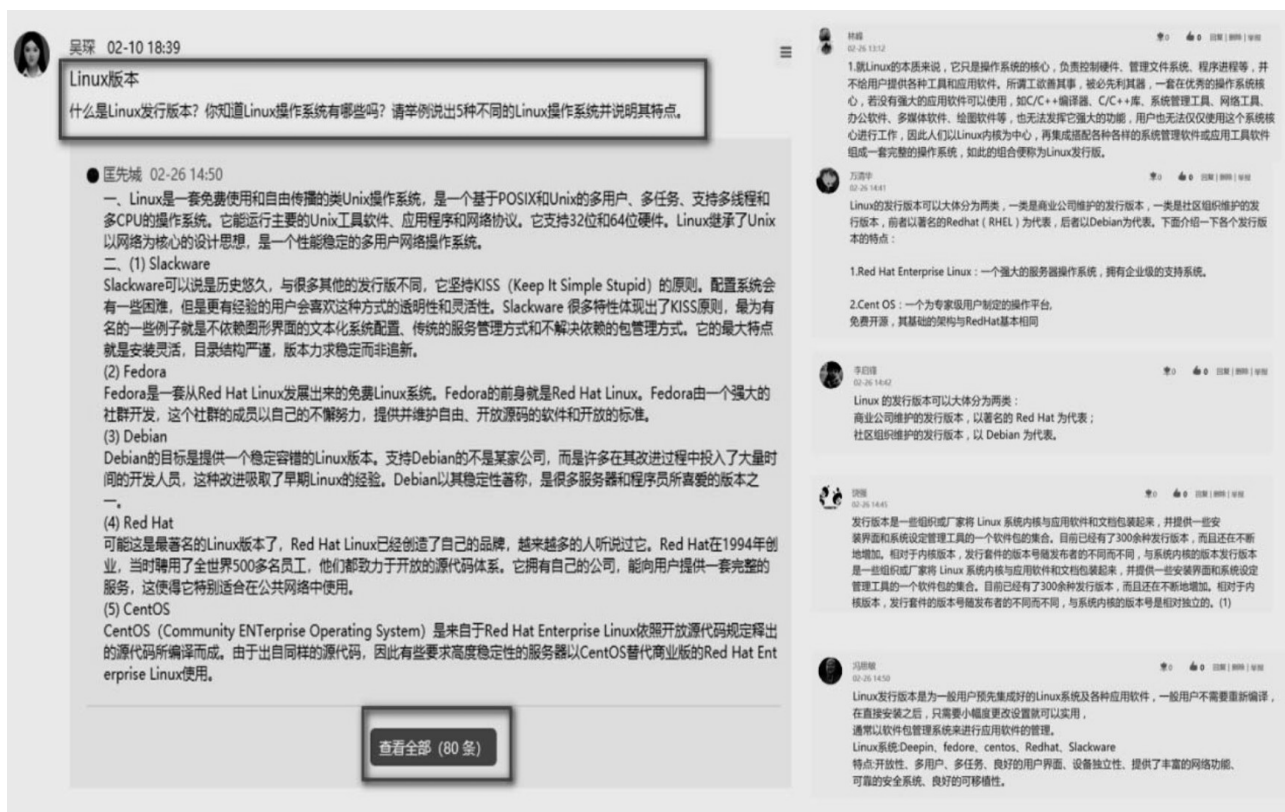 吴琛 02-10 18:39
Linux版本
什么是Linux发行版本？你知道Linux操作系统有哪些吗？请举例说出5种不同的Linux操作系统并说明其特点。
匡先城 02-26 14:50
一、Linux是一套免费使用和自由传播的类Unix操作系统，是一个基于POSIX和Unix的多用户、多任务、支持多线程和
多CPU的操作系统。它能运行主要的Unix工具软件、应用程序和网络协议。它支持32位和64位硬件。Linux继承了Unix
以网络为核心的设计思想，是一个性能稳定的多用户网络操作系统。
二、(1) Slackware
Slackware可以说是历史悠久，与很多其他的发行版不同，它坚持KISS（Keep It Simple Stupid）的原则。配置系统会
有一些困难，但是更有经验的用户会喜欢这种方式的透明性和灵活性。Slackware 很多特性体现出了KISS原则，最为有
名的一些例子就是不依赖图形界面的文本化系统配置、传统的服务管理方式和不解决依赖的包管理方式。它的最大特点
就是安装灵活，目录结构严谨，版本力求稳定而非追新。
(2) Fedora
Fedora是一套从Red Hat Linux发展出来的免费Linux系统。Fedora的前身就是Red Hat Linux。Fedora由一个强大的
社群开发，这个社群的成员以自己的不懈努力，提供并维护自由、开放源码的软件和开放的标准。
(3) Debian
Debian的目标是提供一个稳定容错的Linux版本。支持Debian的不是某家公司，而是许多在其改进过程中投入了大量时
间的开发人员，这种改进吸取了早期Linux的经验。Debian以其稳定性著称，是很多服务器和程序员所喜爱的版本之
一。
(4) Red Hat
可能这是最著名的Linux版本了，Red Hat Linux已经创造了自己的品牌，越来越多的人听说过它。Red Hat在1994年创
业，当时聘用了全世界500多名员工，他们都致力于开放的源代码体系。它拥有自己的公司，能向用户提供一套完整的
服务，这使得它特别适合在公共网络中使用。
(5) CentOS
CentOS（Community ENTerprise Operating System）是来自于Red Hat Enterprise Linux依照开放源代码规定释出
的源代码所编译而成。由于出自同样的源代码，因此有些要求高度稳定性的服务器以CentOS替代商业版的Red Hat Ent
erprise Linux使用。
查看全部（80 条）
林峰 0 0 回复 | 删除 | 举报
02-26 13:12
1.就Linux的本质来说，它只是操作系统的核心，负责控制硬件、管理文件系统、程序进程等，并
不给用户提供各种工具和应用软件。所谓工欲善其事，被必先利其器，一套在优秀的操作系统核
心，若没有强大的应用软件可以使用，如C/C++编译器、C/C++库、系统管理工具、网络工具、
办公软件、多媒体软件、绘图软件等，也无法发挥它强大的功能，用户也无法仅仅使用这个系统核
心进行工作，因此人们以Linux内核为中心，再集成搭配各种各样的系统管理软件或应用工具软件
组成一套完整的操作系统，如此的组合便称为Linux发行版。
万清华 0 0 回复 | 删除 | 举报
02-26 14:41
Linux的发行版本可以大体分为两类，一类是商业公司维护的发行版本，一类是社区组织维护的发
行版本，前者以著名的Redhat（RHEL）为代表，后者以Debian为代表。下面介绍一下各个发行版
本的特点：
1.Red Hat Enterprise Linux：一个强大的服务器操作系统，拥有企业级的支持系统。
2.Cent OS：一个为专家级用户制定的操作平台,
免费开源，其基础的架构与RedHat基本相同
0 0 回复 | 删除 | 举报
02-26 14:42
Linux 的发行版本可以大体分为两类：
商业公司维护的发行版本，以著名的 Red Hat 为代表；
社区组织维护的发行版本，以 Debian 为代表。
0 0 回复 | 删除 | 举报
02-26 14:45
发行版本是一些组织或厂家将 Linux 系统内核与应用软件和文档包装起来，并提供一些安
装界面和系统设定管理工具的一个软件包的集合。目前已经有了300余种发行版本，而且还在不断
地增加。相对于内核版本，发行套件的版本号随发布者的不同而不同，与系统内核的版本发行版本
是一些组织或厂家将 Linux 系统内核与应用软件和文档包装起来，并提供一些安装界面和系统设定
管理工具的一个软件包的集合。目前已经有了300余种发行版本，而且还在不断地增加。相对于内
核版本，发行套件的版本号随发布者的不同而不同，与系统内核的版本号是相对独立的。(1)
冯思敏 0 0 回复 | 删除 | 举报
02-26 14:50
Linux发行版本是为一般用户预先集成好的Linux系统及各种应用软件，一般用户不需要重新编译，
在直接安装之后，只需要小幅度更改设置就可以实用，
通常以软件包管理系统来进行应用软件的管理。
Linux系统:Deepin、fedore、centos、Redhat、Slackware
特点:开放性、多用户、多任务、良好的用户界面、设备独立性、提供了丰富的网络功能、
可靠的安全系统、良好的可移植性。